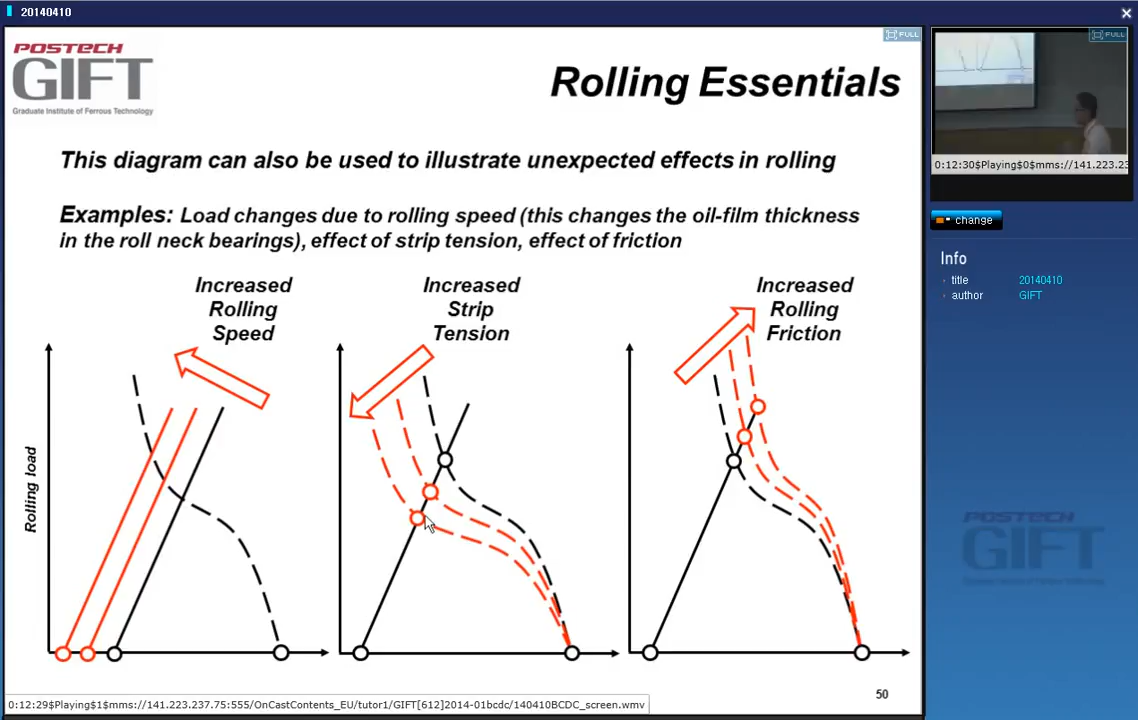 20140410
POSTECH
GIFT
Graduate Institute of Ferrous Technology
FULL
Rolling Essentials
This diagram can also be used to illustrate unexpected effects in rolling
Examples: Load changes due to rolling speed (this changes the oil-film thickness
in the roll neck bearings), effect of strip tension, effect of friction
Increased
Rolling
Speed
Increased
Strip
Tension
Increased
Rolling
Friction
Rolling load
50
0:12:29$Playing$1$mms://141.223.237.75:555/OnCastContents_EU/tutor1/GIFT[612]2014-01bcdc/140410BCDC_screen.wmv
FULL
0:12:30$Playing$0$mms://141.223.23
change
Info
title 20140410
author GIFT
POSTECH
GIFT